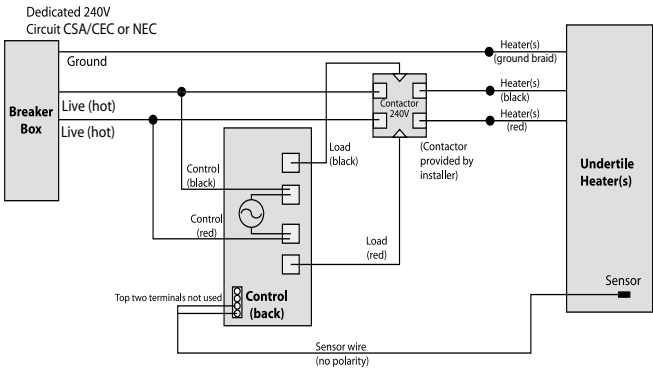 Dedicated 240V
Circuit CSA/CEC or NEC
Ground
Heater(s)
(ground braid)
Live (hot)
Heater(s)
(black)
Breaker
Box
Contactor
240V
Live (hot)
Heater(s)
(red)
Load
(black)
(Contactor
provided by
installer)
Undertile
Heater(s)
Control
(black)
Control
(red)
Load
(red)
Sensor
Top two terminals not used
Control
(back)
Sensor wire
(no polarity)